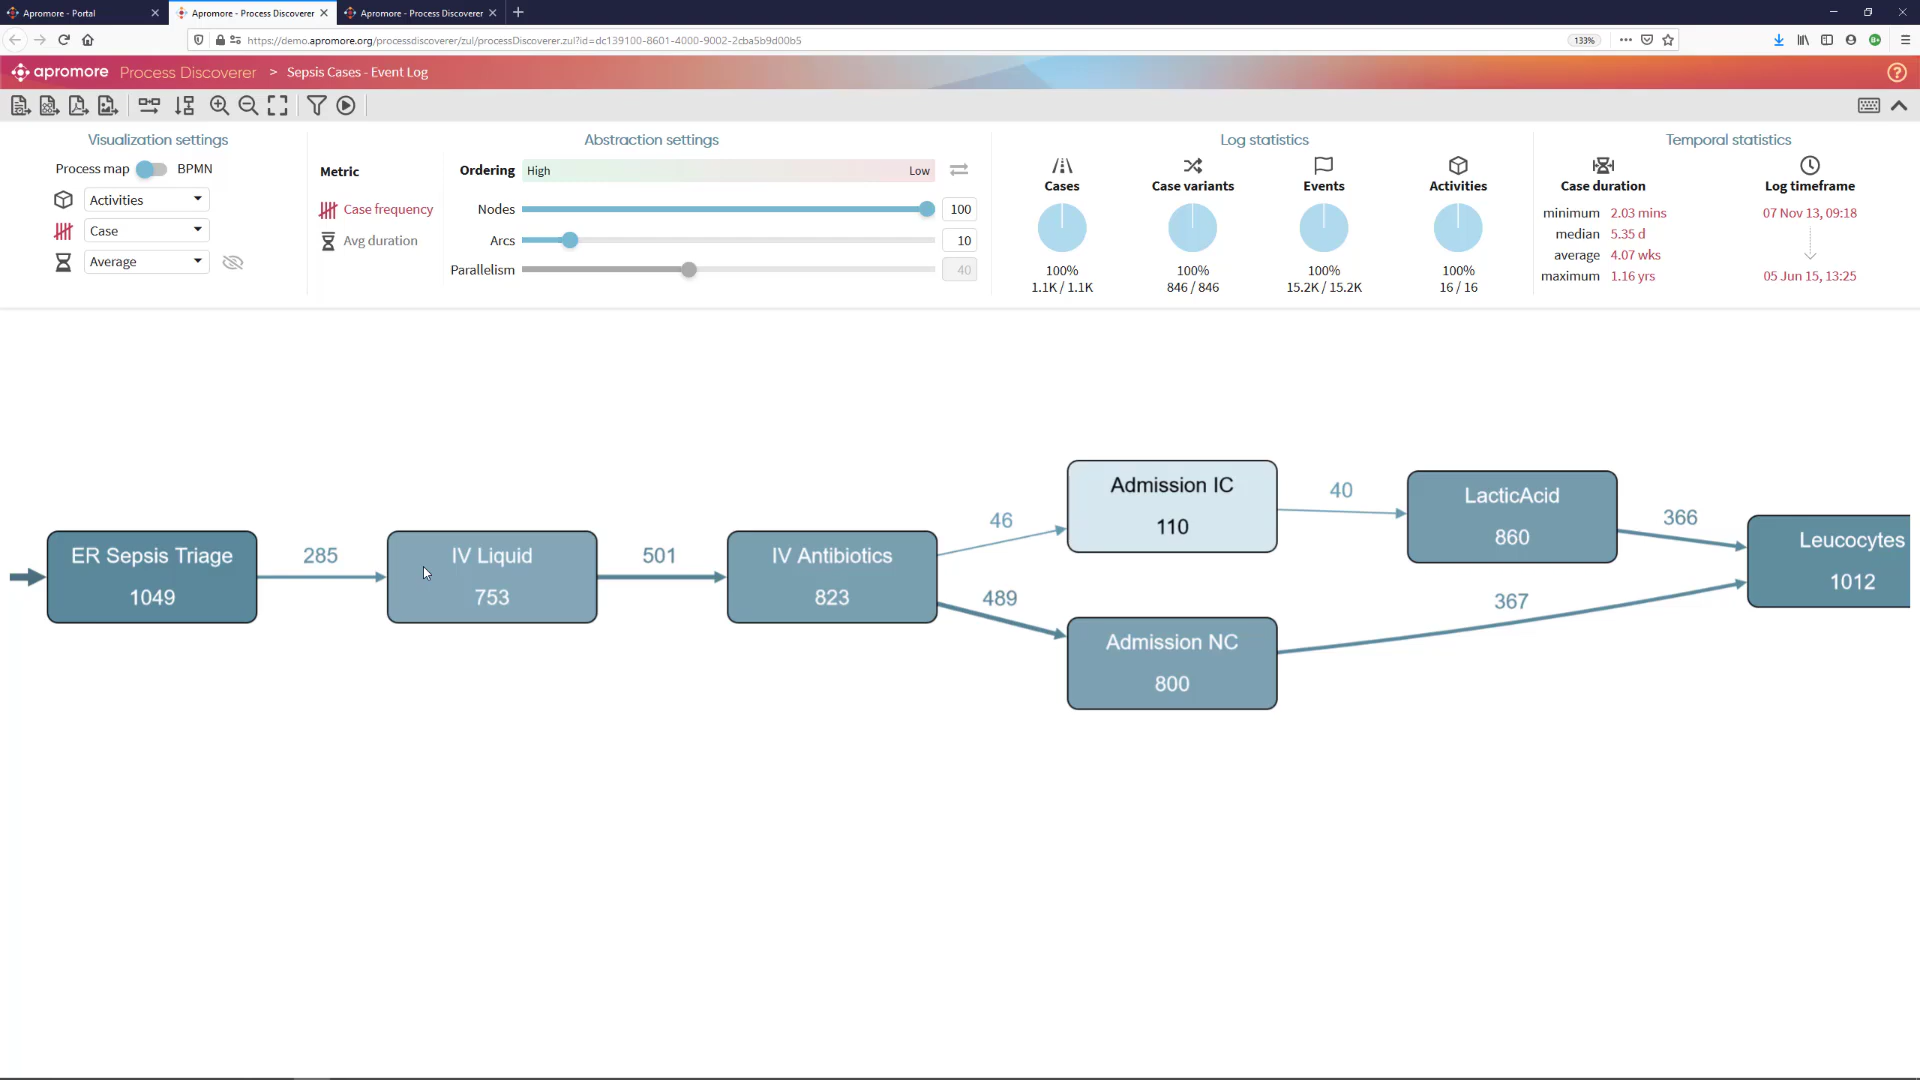 Apromore - Portal
Apromore - Process Discoverer
Apromore - Process Discoverer
https://demo.apromore.org/processdiscoverer/zul/processDiscoverer.zul?id=dc139100-8601-4000-9002-2cba5b9d00b5
133%
apromore Process Discoverer > Sepsis Cases - Event Log
Visualization settings
Process map BPMN
Activities
Case
Average
Abstraction settings
Metric
Case frequency
Avg duration
Ordering High Low
Nodes 100
Arcs 10
Parallelism 40
Log statistics
Cases
100%
1.1K / 1.1K
Case variants
100%
846 / 846
Events
100%
15.2K / 15.2K
Activities
100%
16 / 16
Temporal statistics
Case duration
minimum 2.03 mins
median 5.35 d
average 4.07 wks
maximum 1.16 yrs
Log timeframe
07 Nov 13, 09:18
05 Jun 15, 13:25
ER Sepsis Triage
1049
285
IV Liquid
753
501
IV Antibiotics
823
46
489
Admission IC
110
Admission NC
800
40
367
LacticAcid
860
366
Leucocytes
1012